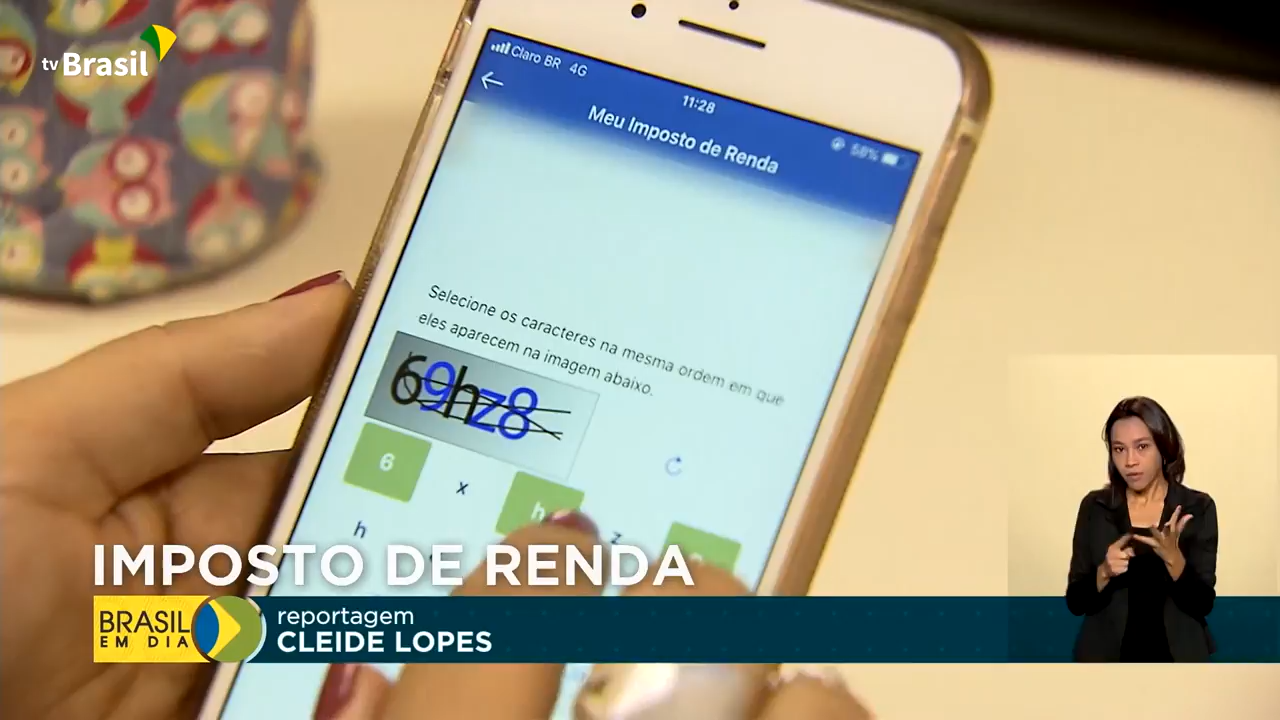 tv Brasil
Claro BR 4G
11:28
58%
Meu Imposto de Renda
Selecione os caracteres na mesma ordem em que
eles aparecem na imagem abaixo.
69hz8
6
x
h
z
h
IMPOSTO DE RENDA
BRASIL
EM DIA
reportagem
CLEIDE LOPES